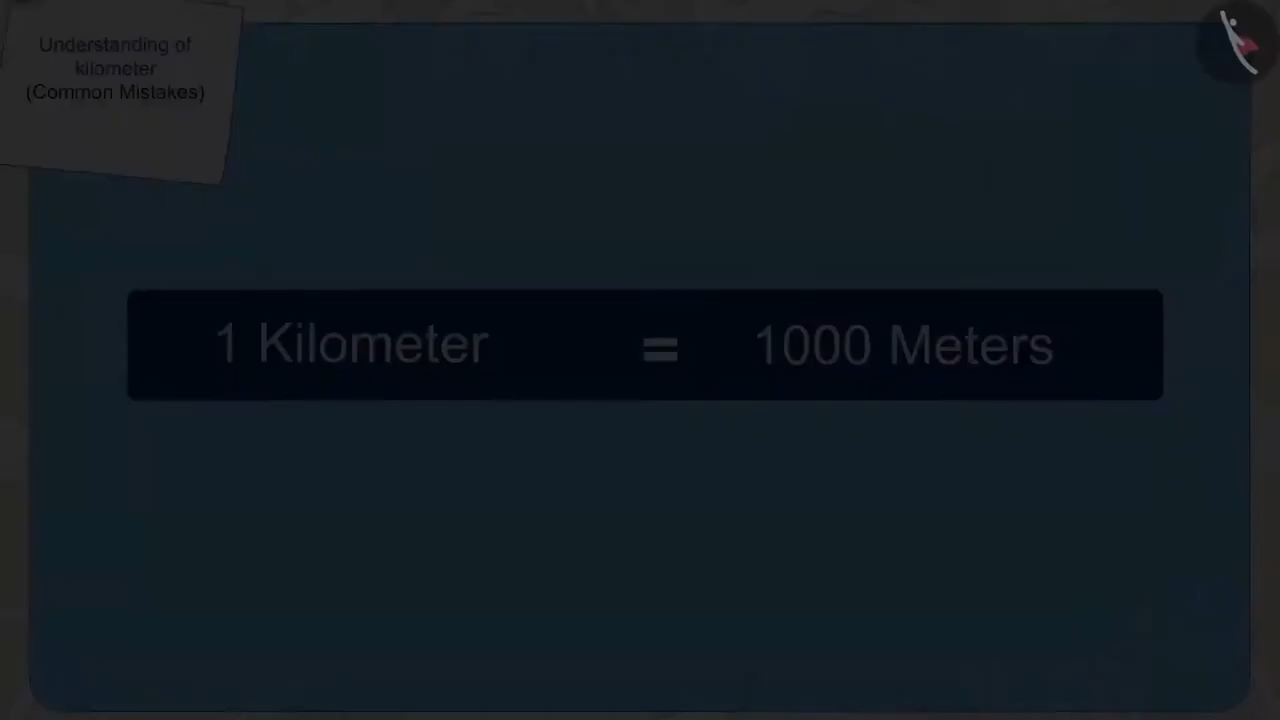 Understanding of
kilometer
(Common Mistakes)
1 Kilometer = 1000 Meters